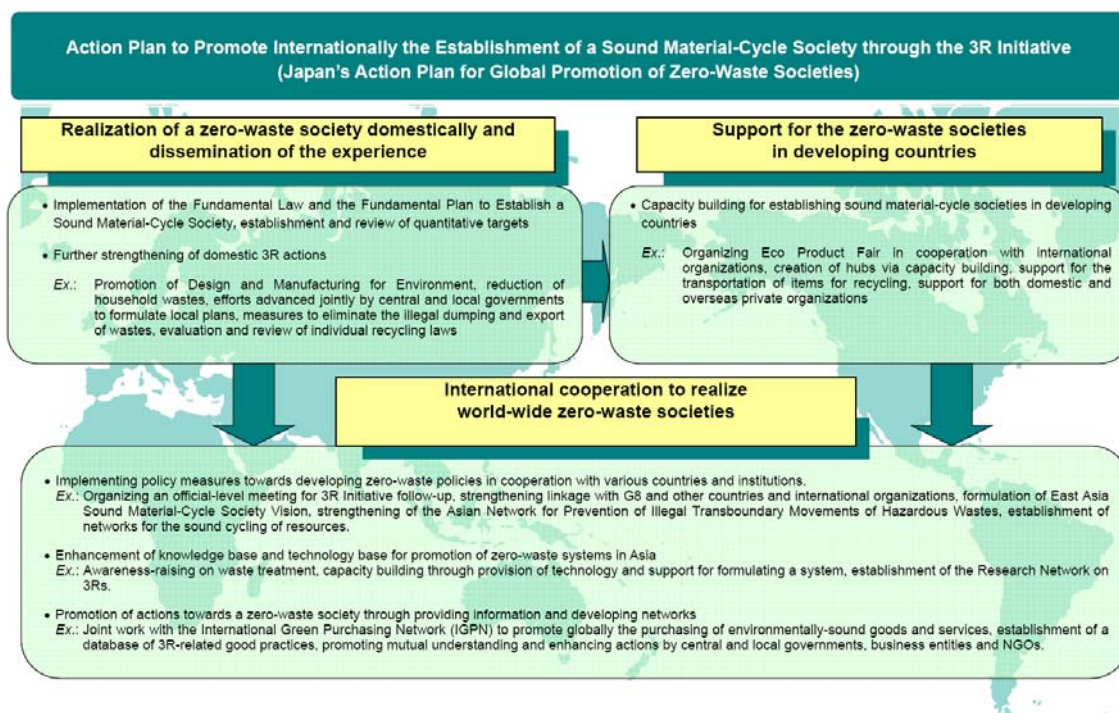 Action Plan to Promote Internationally the Establishment of a Sound Material-Cycle Society through the 3R Initiative
(Japan's Action Plan for Global Promotion of Zero-Waste Societies)
Realization of a zero-waste society domestically and
dissemination of the experience
• Implementation of the Fundamental Law and the Fundamental Plan to Establish a
Sound Material-Cycle Society, establishment and review of quantitative targets
• Further strengthening of domestic 3R actions
Ex.: Promotion of Design and Manufacturing for Environment, reduction of
household wastes, efforts advanced jointly by central and local governments
to formulate local plans, measures to eliminate the illegal dumping and export
of wastes, evaluation and review of individual recycling laws
Support for the zero-waste societies
in developing countries
• Capacity building for establishing sound material-cycle societies in developing
countries
Ex.: Organizing Eco Product Fair in cooperation with international
organizations, creation of hubs via capacity building, support for the
transportation of items for recycling, support for both domestic and
overseas private organizations
International cooperation to realize
world-wide zero-waste societies
• Implementing policy measures towards developing zero-waste policies in cooperation with various countries and institutions.
Ex.: Organizing an official-level meeting for 3R Initiative follow-up, strengthening linkage with G8 and other countries and international organizations, formulation of East Asia
Sound Material-Cycle Society Vision, strengthening of the Asian Network for Prevention of Illegal Transboundary Movements of Hazardous Wastes, establishment of
networks for the sound cycling of resources.
• Enhancement of knowledge base and technology base for promotion of zero-waste systems in Asia
Ex.: Awareness-raising on waste treatment, capacity building through provision of technology and support for formulating a system, establishment of the Research Network on
3Rs.
• Promotion of actions towards a zero-waste society through providing information and developing networks
Ex.: Joint work with the International Green Purchasing Network (IGPN) to promote globally the purchasing of environmentally-sound goods and services, establishment of a
database of 3R-related good practices, promoting mutual understanding and enhancing actions by central and local governments, business entities and NGOs.